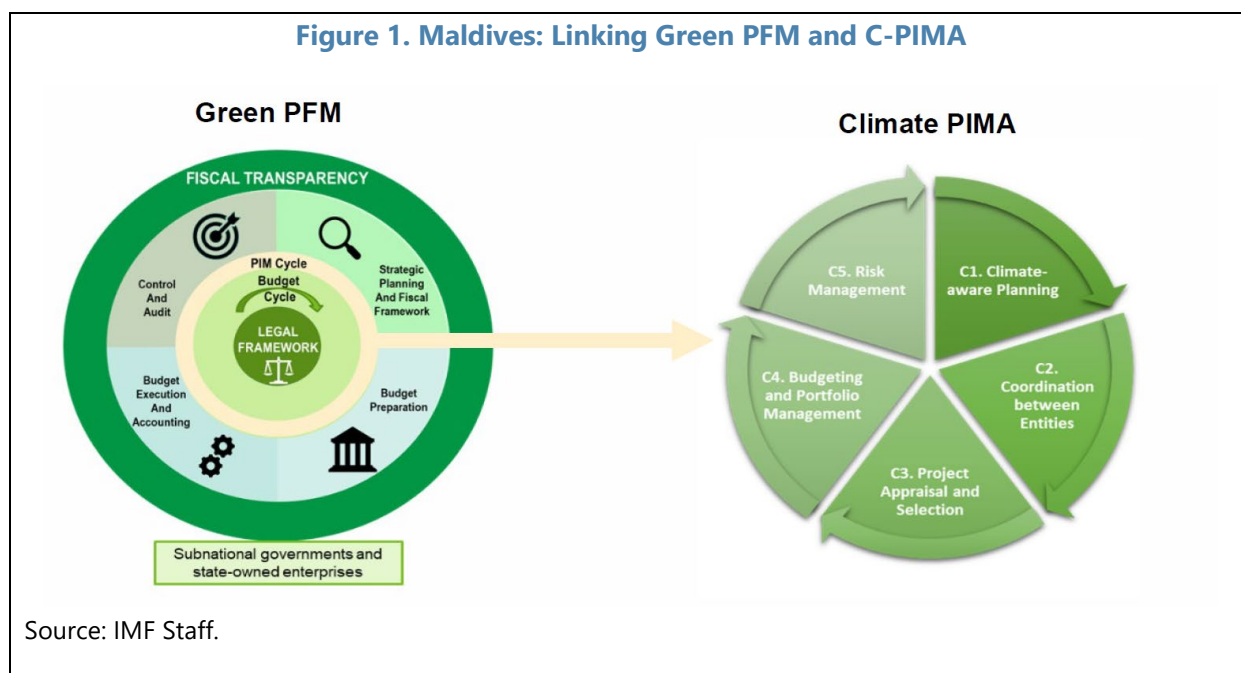 Figure 1. Maldives: Linking Green PFM and C-PIMA
Green PFM
FISCAL TRANSPARENCY
Control
And
Audit
Strategic
Planning
And Fiscal
Framework
PIM Cycle
Budget
Cycle
LEGAL
FRAMEWORK
Budget
Execution
And
Accounting
Budget
Preparation
Subnational governments and
state-owned enterprises
Climate PIMA
C1. Climate-
aware Planning
C2.
Coordination
between
Entities
C3. Project
Appraisal and
Selection
C4. Budgeting
and Portfolio
Management
C5. Risk
Management
Source: IMF Staff.